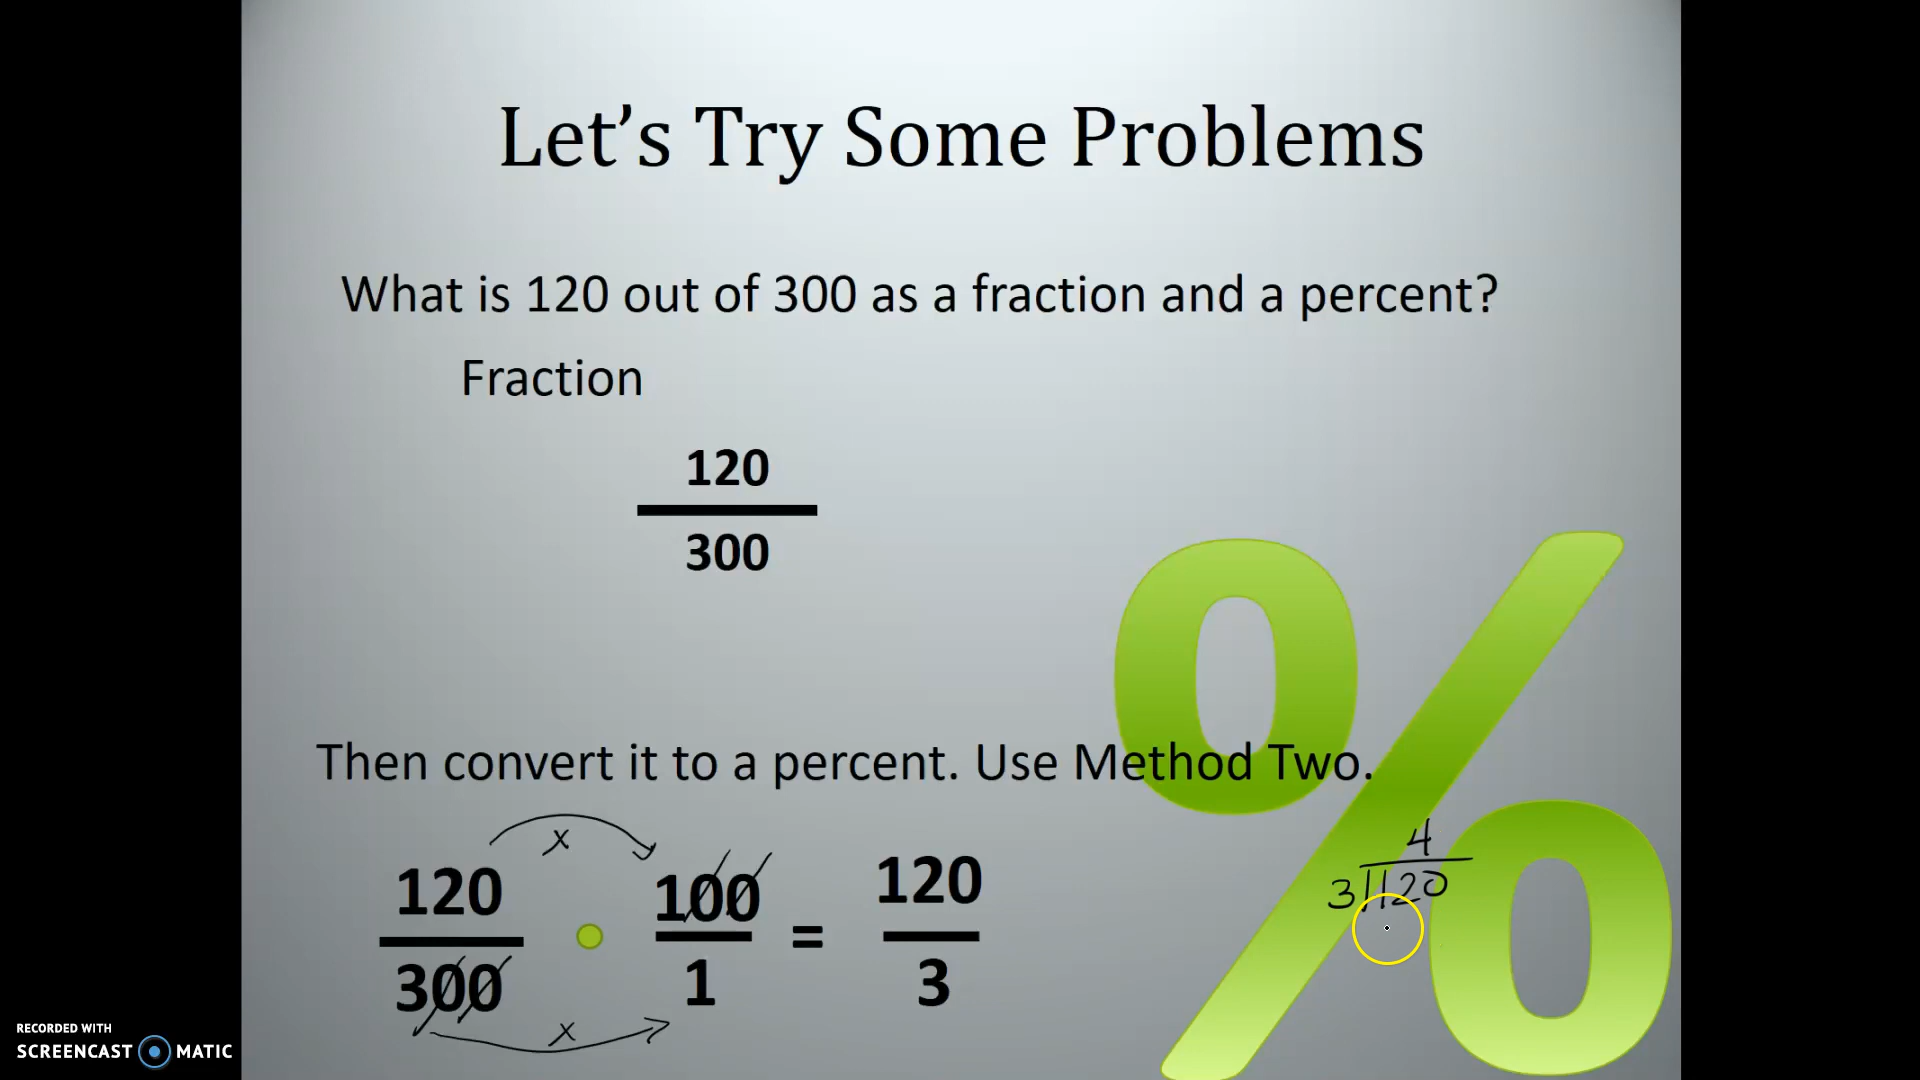 Let’s Try Some Problems
What is 120 out of 300 as a fraction and a percent?
Fraction
120
300
Then convert it to a percent. Use Method Two.
x
120 100 = 120
300 1 3
x
4
3 120
RECORDED WITH
SCREENCAST MATIC
%